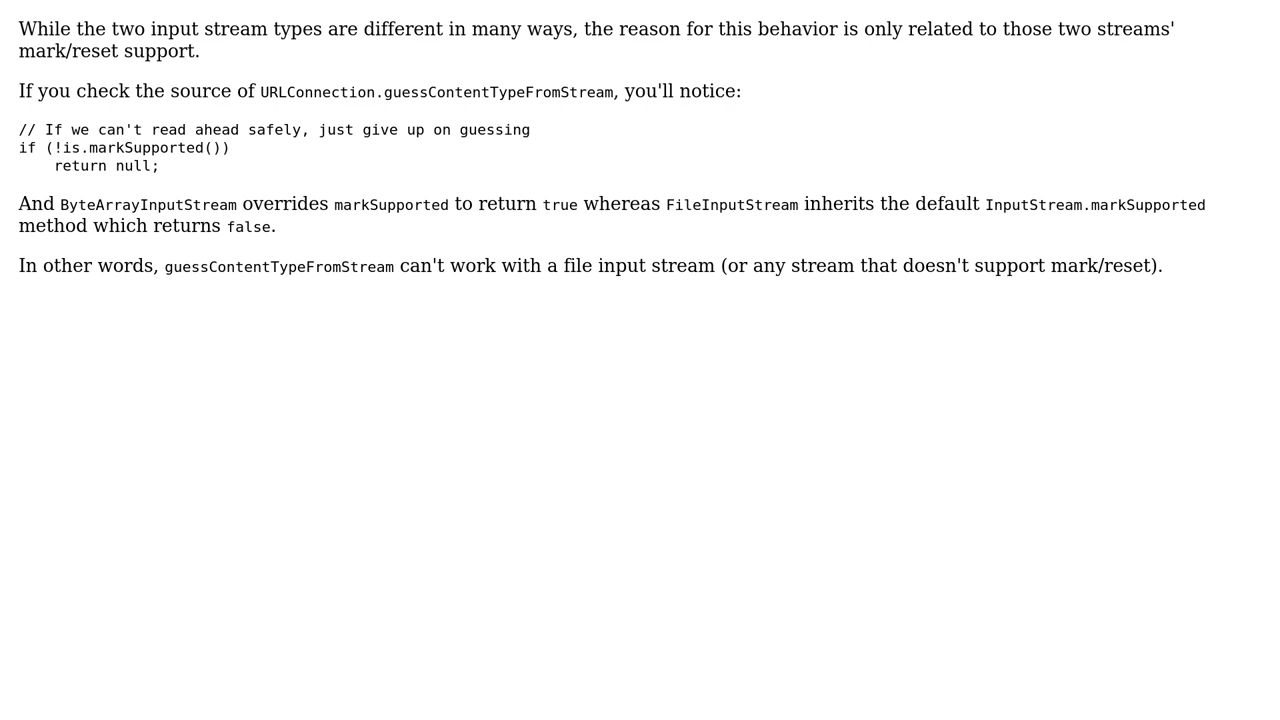 While the two input stream types are different in many ways, the reason for this behavior is only related to those two streams'
mark/reset support.
If you check the source of URLConnection.guessContentTypeFromStream, you'll notice:
// If we can't read ahead safely, just give up on guessing
if (!is.markSupported())
    return null;
And ByteArrayInputStream overrides markSupported to return true whereas FileInputStream inherits the default InputStream.markSupported
method which returns false.
In other words, guessContentTypeFromStream can't work with a file input stream (or any stream that doesn't support mark/reset).